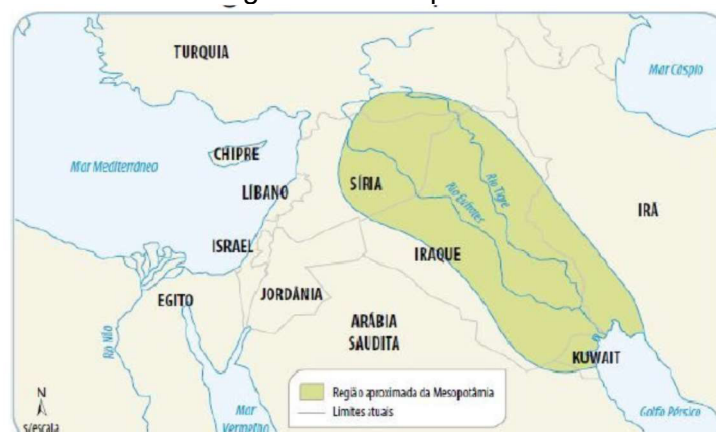 TURQUIA
Mar Cáspio
CHIPRE
Mar Mediterrâneo
LÍBANO
SÍRIA
Rio Tigre
Rio Eufrates
IRÃ
ISRAEL
IRAQUE
EGITO
JORDÂNIA
ARÁBIA
SAUDITA
Rio Nilo
KUWAIT
N
s/escala
Mar
Vermelho
Região aproximada da Mesopotâmia
Limites atuais
Golfo Pérsico